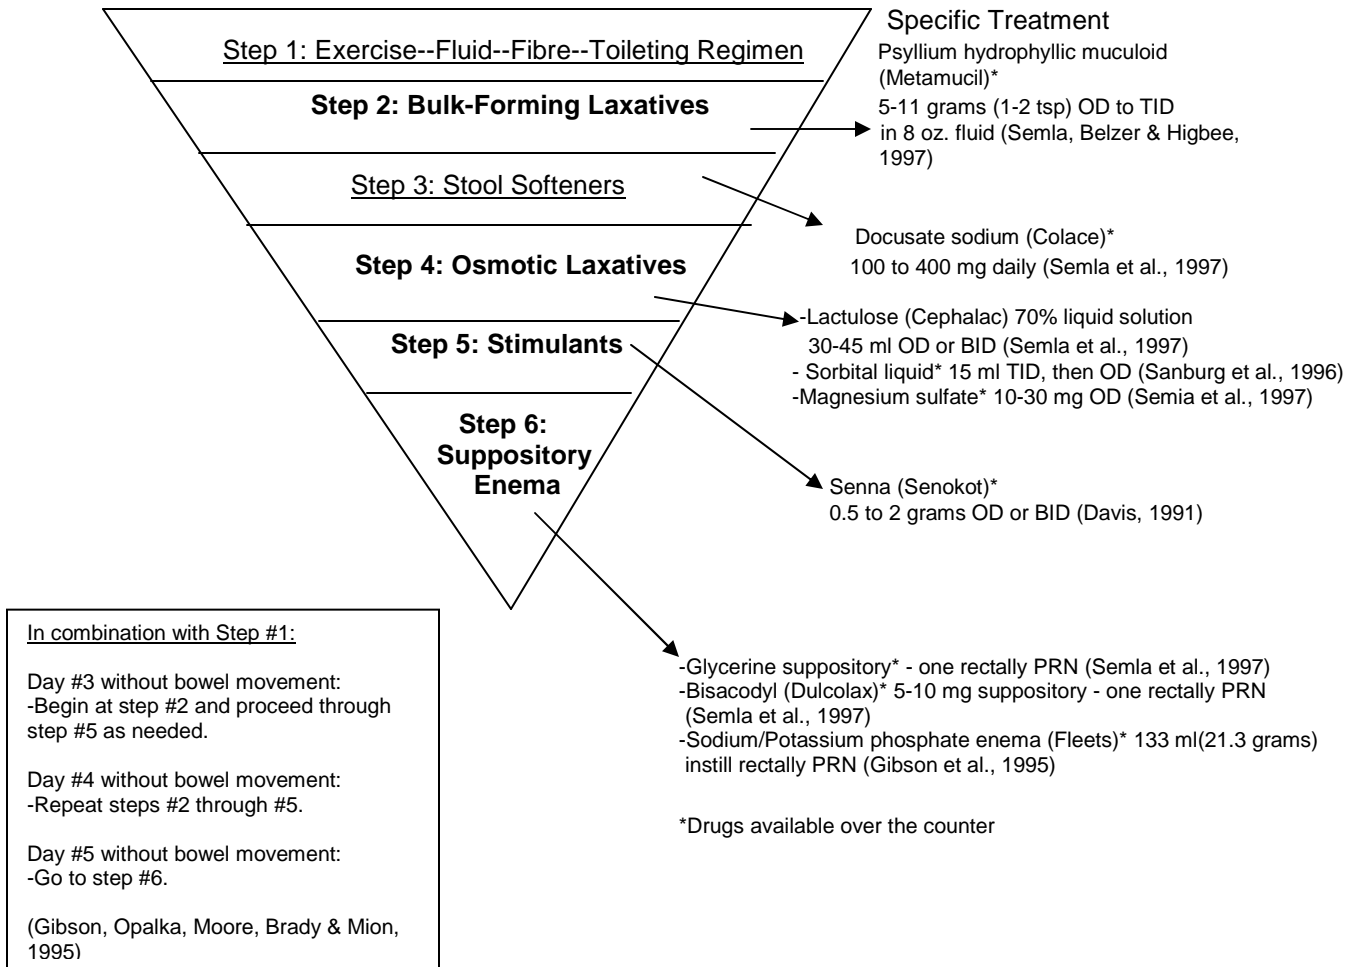 Specific Treatment
Step 1: Exercise--Fluid--Fibre--Toileting Regimen
Psyllium hydrophyllic muculoid
(Metamucil)*
5-11 grams (1-2 tsp) OD to TID
in 8 oz. fluid (Semla, Belzer & Higbee,
1997)
Step 2: Bulk-Forming Laxatives
Step 3: Stool Softeners
Docusate sodium (Colace)*
100 to 400 mg daily (Semla et al., 1997)
Step 4: Osmotic Laxatives
-Lactulose (Cephalac) 70% liquid solution
30-45 ml OD or BID (Semla et al., 1997)
- Sorbital liquid* 15 ml TID, then OD (Sanburg et al., 1996)
-Magnesium sulfate* 10-30 mg OD (Semia et al., 1997)
Step 5: Stimulants
Senna (Senokot)*
0.5 to 2 grams OD or BID (Davis, 1991)
Step 6:
Suppository
Enema
-Glycerine suppository* - one rectally PRN (Semla et al., 1997)
-Bisacodyl (Dulcolax)* 5-10 mg suppository - one rectally PRN
(Semla et al., 1997)
-Sodium/Potassium phosphate enema (Fleets)* 133 ml(21.3 grams)
instill rectally PRN (Gibson et al., 1995)
*Drugs available over the counter
In combination with Step #1:
Day #3 without bowel movement:
-Begin at step #2 and proceed through
step #5 as needed.
Day #4 without bowel movement:
-Repeat steps #2 through #5.
Day #5 without bowel movement:
-Go to step #6.
(Gibson, Opalka, Moore, Brady & Mion,
1995)